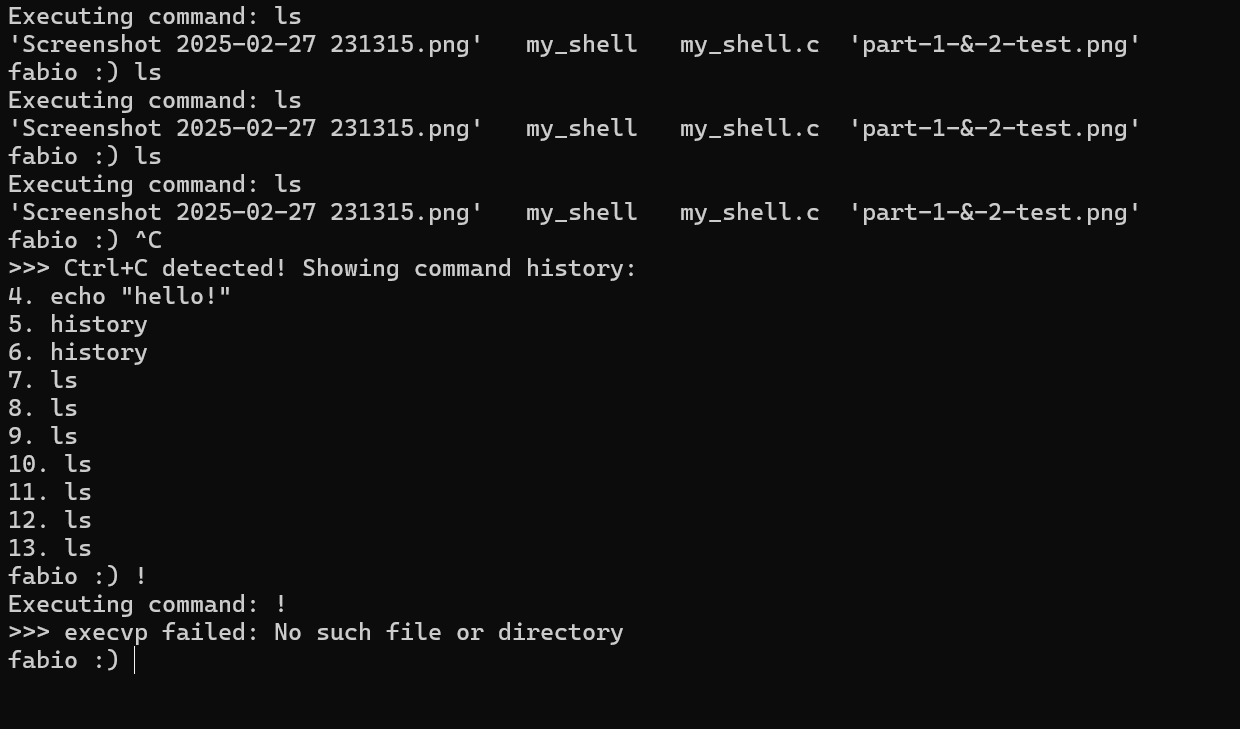 Executing command: ls
'Screenshot 2025-02-27 231315.png'   my_shell   my_shell.c  'part-1-&-2-test.png'
fabio :) ls
Executing command: ls
'Screenshot 2025-02-27 231315.png'   my_shell   my_shell.c  'part-1-&-2-test.png'
fabio :) ls
Executing command: ls
'Screenshot 2025-02-27 231315.png'   my_shell   my_shell.c  'part-1-&-2-test.png'
fabio :) ^C
>>> Ctrl+C detected! Showing command history:
4. echo "hello!"
5. history
6. history
7. ls
8. ls
9. ls
10. ls
11. ls
12. ls
13. ls
fabio :) !
Executing command: !
>>> execvp failed: No such file or directory
fabio :)